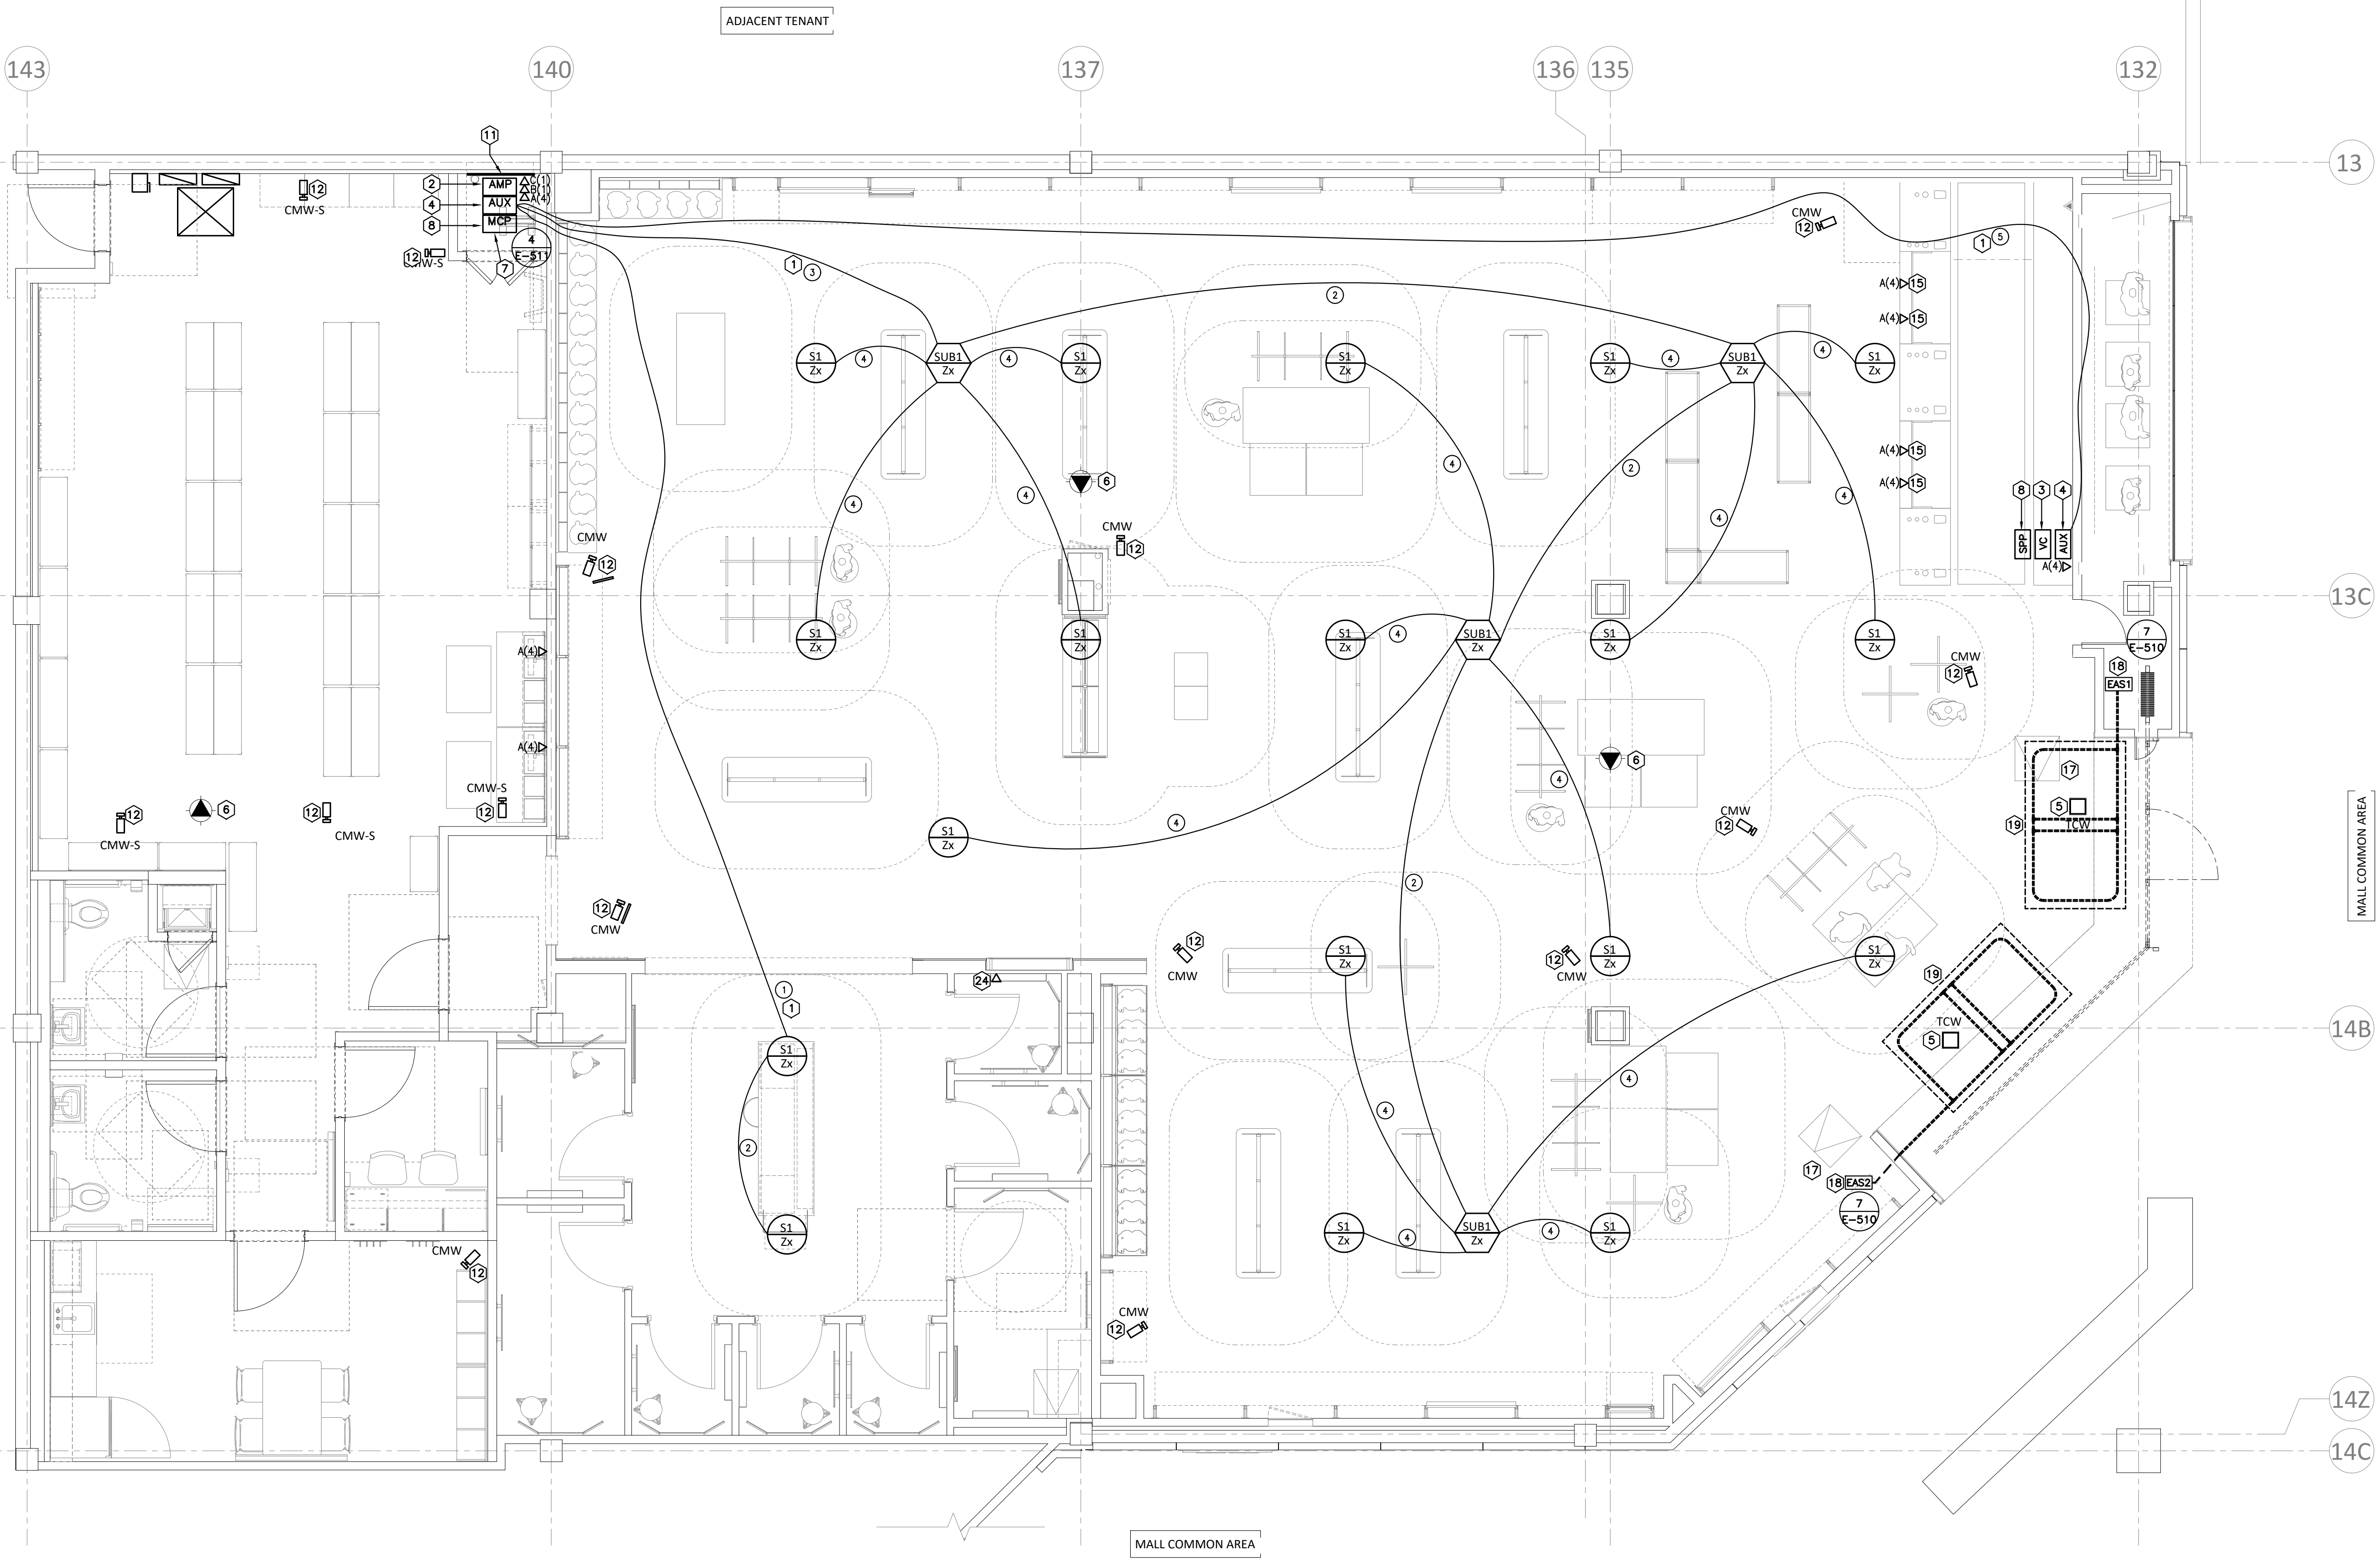 ADJACENT TENANT
143
140
137
136
135
132
11
13
2
AMP
C(1)
B(1)
A(4)
12
CMW-S
4
AUX
8
MCP
4
E-511
7
12
CMW-S
CMW
12
1
5
1
3
2
A(4)
15
A(4)
15
S1
Zx
4
SUB1
Zx
4
S1
Zx
S1
Zx
S1
Zx
4
SUB1
Zx
4
S1
Zx
A(4)
15
A(4)
15
4
2
6
8
3
4
4
4
4
4
SPP
VC
AUX
A(4)
CMW
12
CMW
12
13C
S1
Zx
S1
Zx
S1
Zx
4
SUB1
Zx
S1
Zx
S1
Zx
7
E-510
A(4)
CMW
12
18
EAS1
A(4)
6
4
17
CMW-S
12
12
CMW-S
6
12
CMW-S
S1
Zx
4
CMW
12
5
TCW
19
MALL COMMON AREA
2
12
CMW
12
CMW
12
CMW
S1
Zx
S1
Zx
S1
Zx
24
19
1
1
TCW
5
14B
S1
Zx
4
4
2
17
18
EAS2
7
E-510
S1
Zx
S1
Zx
4
SUB1
Zx
4
S1
Zx
CMW
12
CMW
12
14Z
14C
MALL COMMON AREA